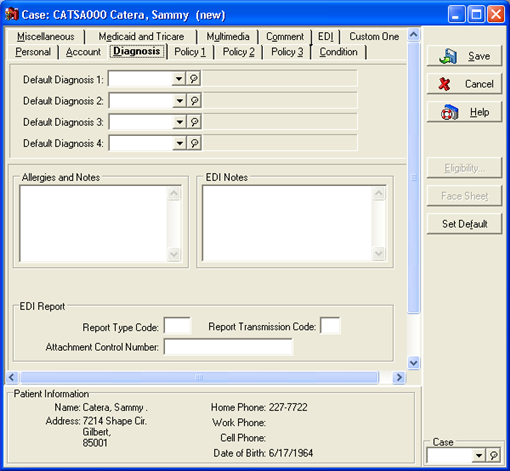 Case: CATSA000 Catera, Sammy (new)
Miscellaneous Medicaid and Tricare Multimedia Comment EDI Custom One
Personal Account Diagnosis Policy 1 Policy 2 Policy 3 Condition
Default Diagnosis 1:
Default Diagnosis 2:
Default Diagnosis 3:
Default Diagnosis 4:
Allergies and Notes EDI Notes
EDI Report
Report Type Code: Report Transmission Code:
Attachment Control Number:
Patient Information
Name: Catera, Sammy . Home Phone: 227-7722
Address: 7214 Shape Cir. Work Phone:
Gilbert, Cell Phone:
85001 Date of Birth: 6/17/1964
Save
Cancel
Help
Eligibility...
Face Sheet
Set Default
Case